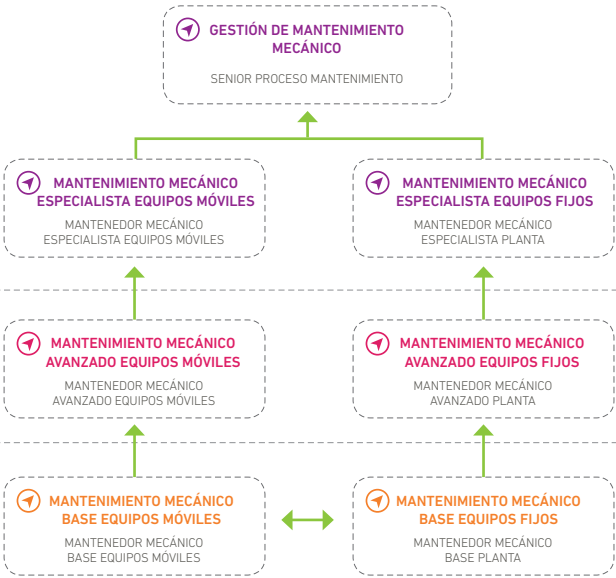 GESTIÓN DE MANTENIMIENTO
MECÁNICO
SENIOR PROCESO MANTENIMIENTO
MANTENIMIENTO MECÁNICO
ESPECIALISTA EQUIPOS MÓVILES
MANTENEDOR MECÁNICO
ESPECIALISTA EQUIPOS MÓVILES
MANTENIMIENTO MECÁNICO
ESPECIALISTA EQUIPOS FIJOS
MANTENEDOR MECÁNICO
ESPECIALISTA PLANTA
MANTENIMIENTO MECÁNICO
AVANZADO EQUIPOS MÓVILES
MANTENEDOR MECÁNICO
AVANZADO EQUIPOS MÓVILES
MANTENIMIENTO MECÁNICO
AVANZADO EQUIPOS FIJOS
MANTENEDOR MECÁNICO
AVANZADO PLANTA
MANTENIMIENTO MECÁNICO
BASE EQUIPOS MÓVILES
MANTENEDOR MECÁNICO
BASE EQUIPOS MÓVILES
MANTENIMIENTO MECÁNICO
BASE EQUIPOS FIJOS
MANTENEDOR MECÁNICO
BASE PLANTA